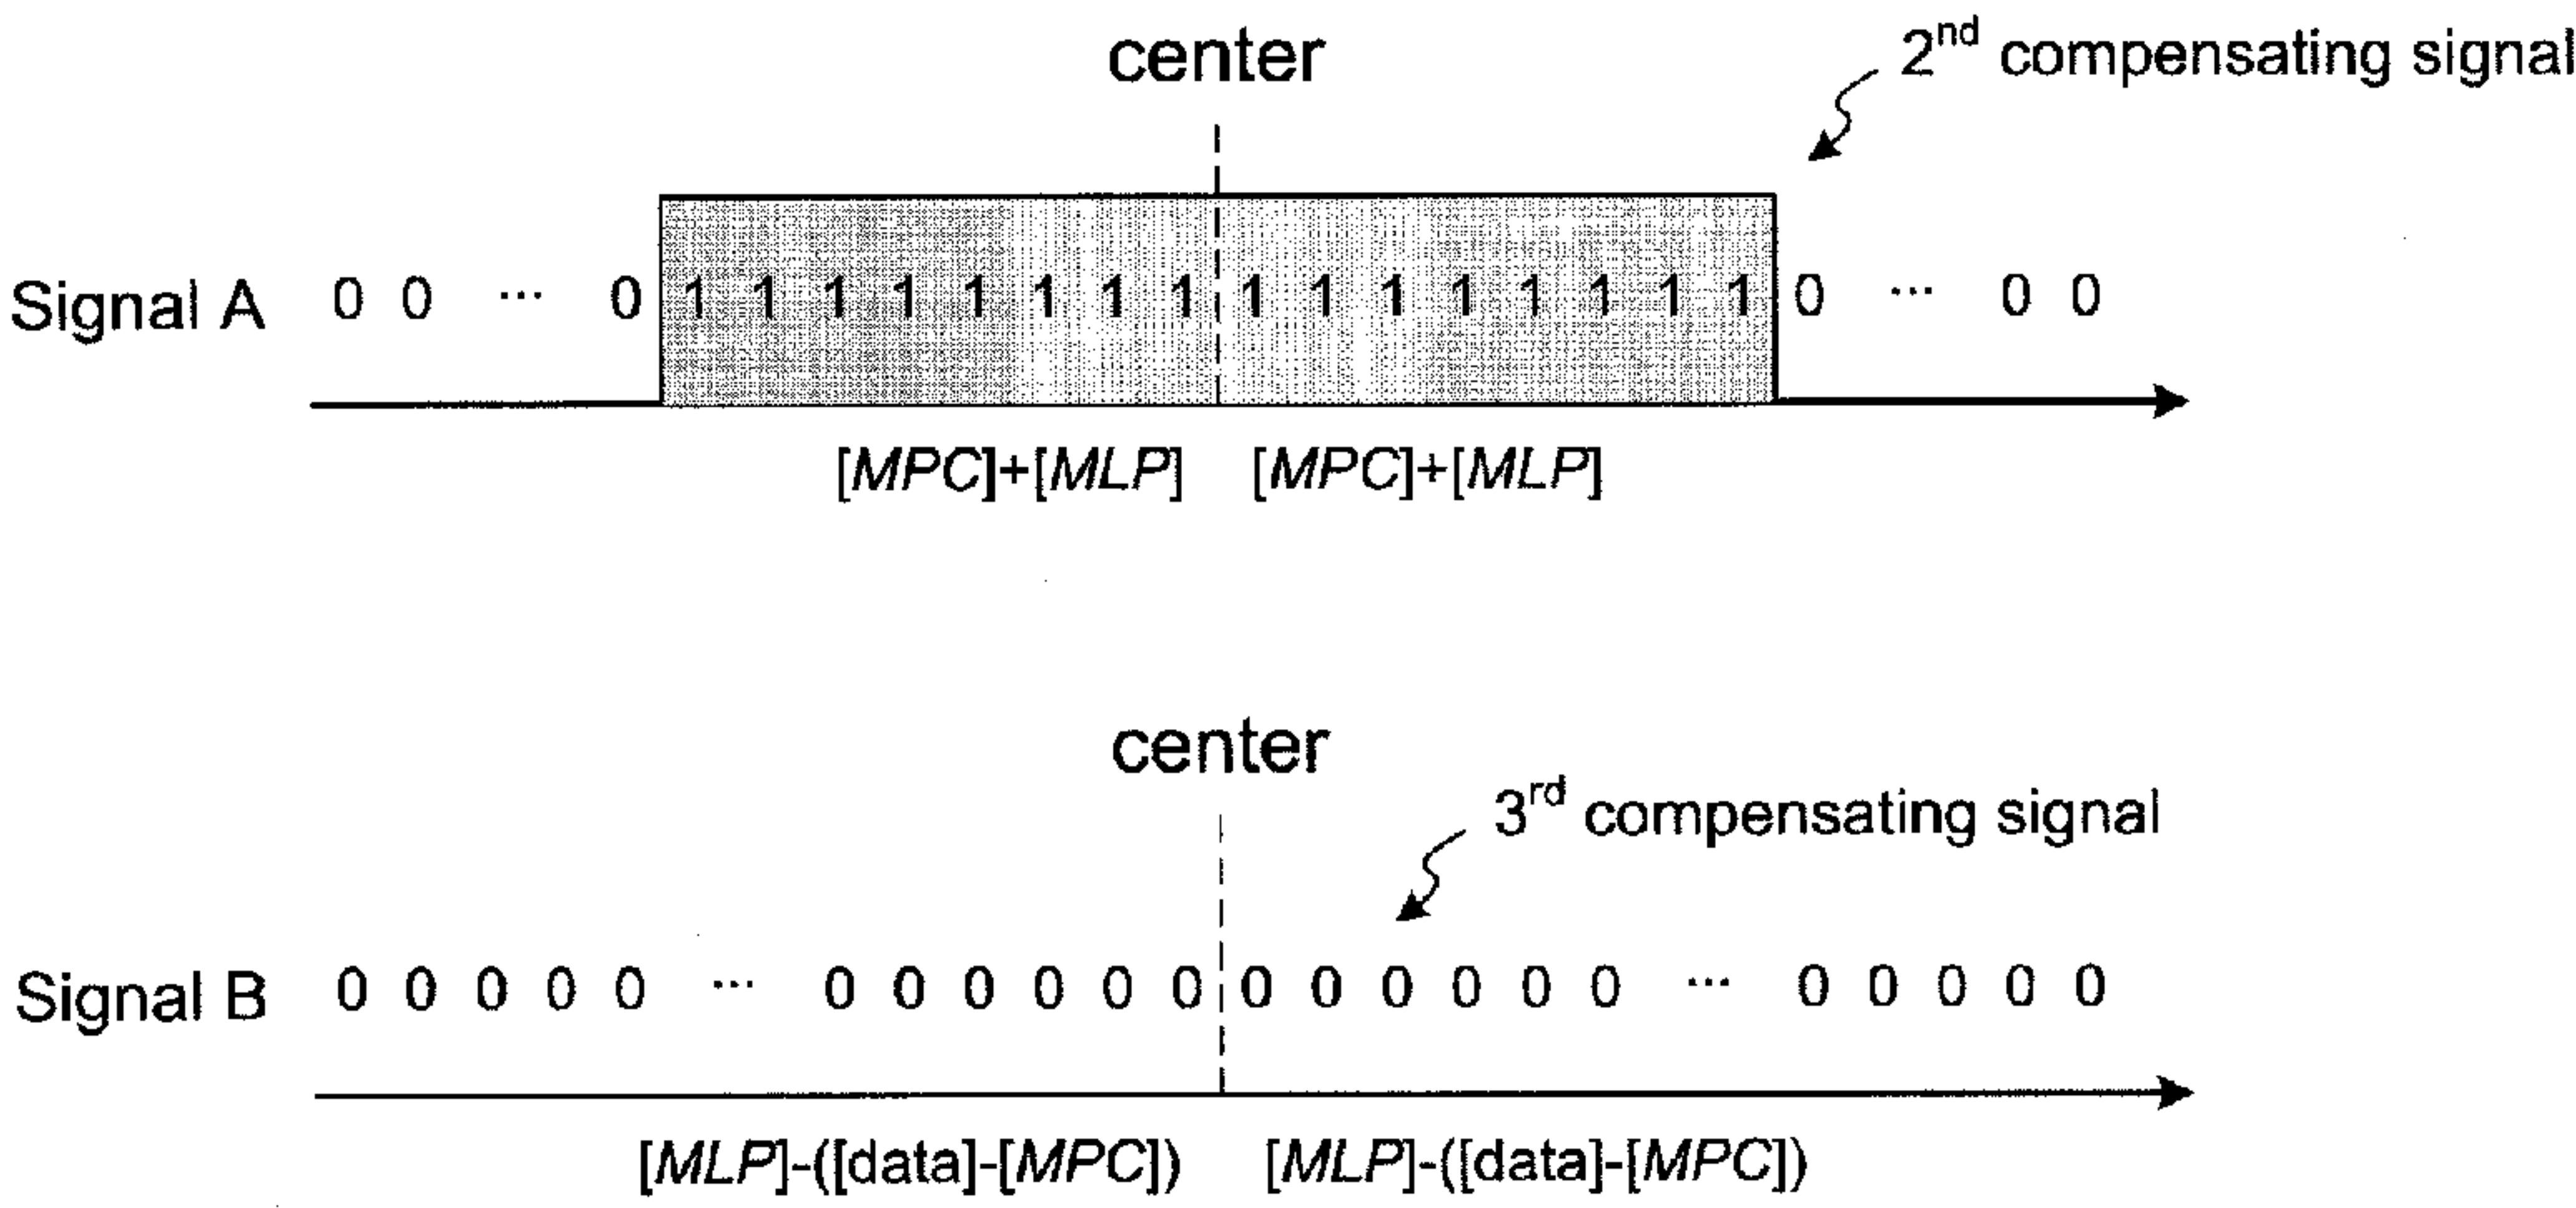 center
2nd compensating signal
Signal A 0 0 ... 0 1 1 1 1 1 1 1 1 1 1 1 1 1 1 1 1 0 ... 0 0
[MPC]+[MLP] [MPC]+[MLP]
center
3rd compensating signal
Signal B 0 0 0 0 0 ... 0 0 0 0 0 0 0 0 0 0 0 0 ... 0 0 0 0 0
[MLP]-([data]-[MPC]) [MLP]-([data]-[MPC])